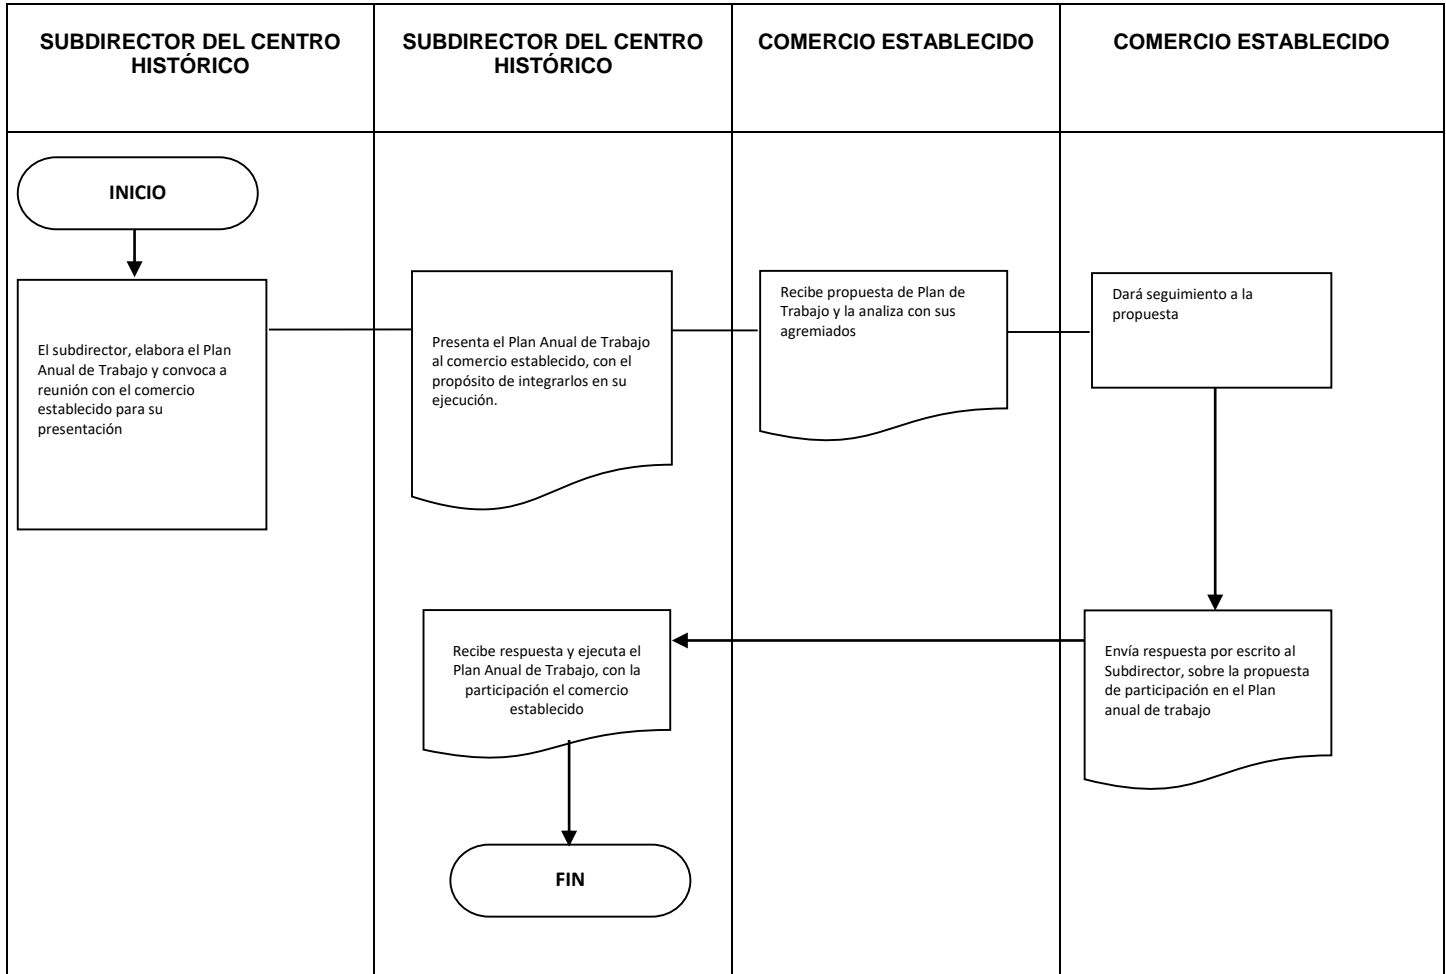 SUBDIRECTOR DEL CENTRO
HISTÓRICO
SUBDIRECTOR DEL CENTRO
HISTÓRICO
COMERCIO ESTABLECIDO
COMERCIO ESTABLECIDO
INICIO
El subdirector, elabora el Plan
Anual de Trabajo y convoca a
reunión con el comercio
establecido para su
presentación
Presenta el Plan Anual de Trabajo
al comercio establecido, con el
propósito de integrarlos en su
ejecución.
Recibe propuesta de Plan de
Trabajo y la analiza con sus
agremiados
Dará seguimiento a la
propuesta
Envía respuesta por escrito al
Subdirector, sobre la propuesta
de participación en el Plan
anual de trabajo
Recibe respuesta y ejecuta el
Plan Anual de Trabajo, con la
participación el comercio
establecido
FIN